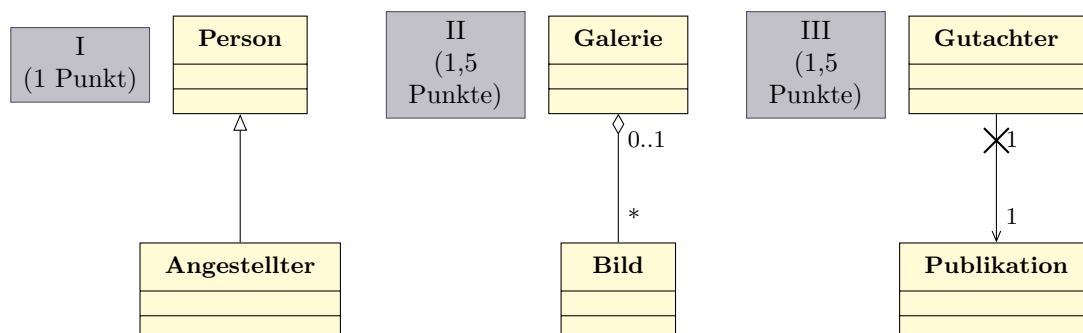 I
(1 Punkt)
Person
Angestellter
II
(1,5
Punkte)
Galerie
0..1
*
Bild
III
(1,5
Punkte)
Gutachter
1
1
Publikation